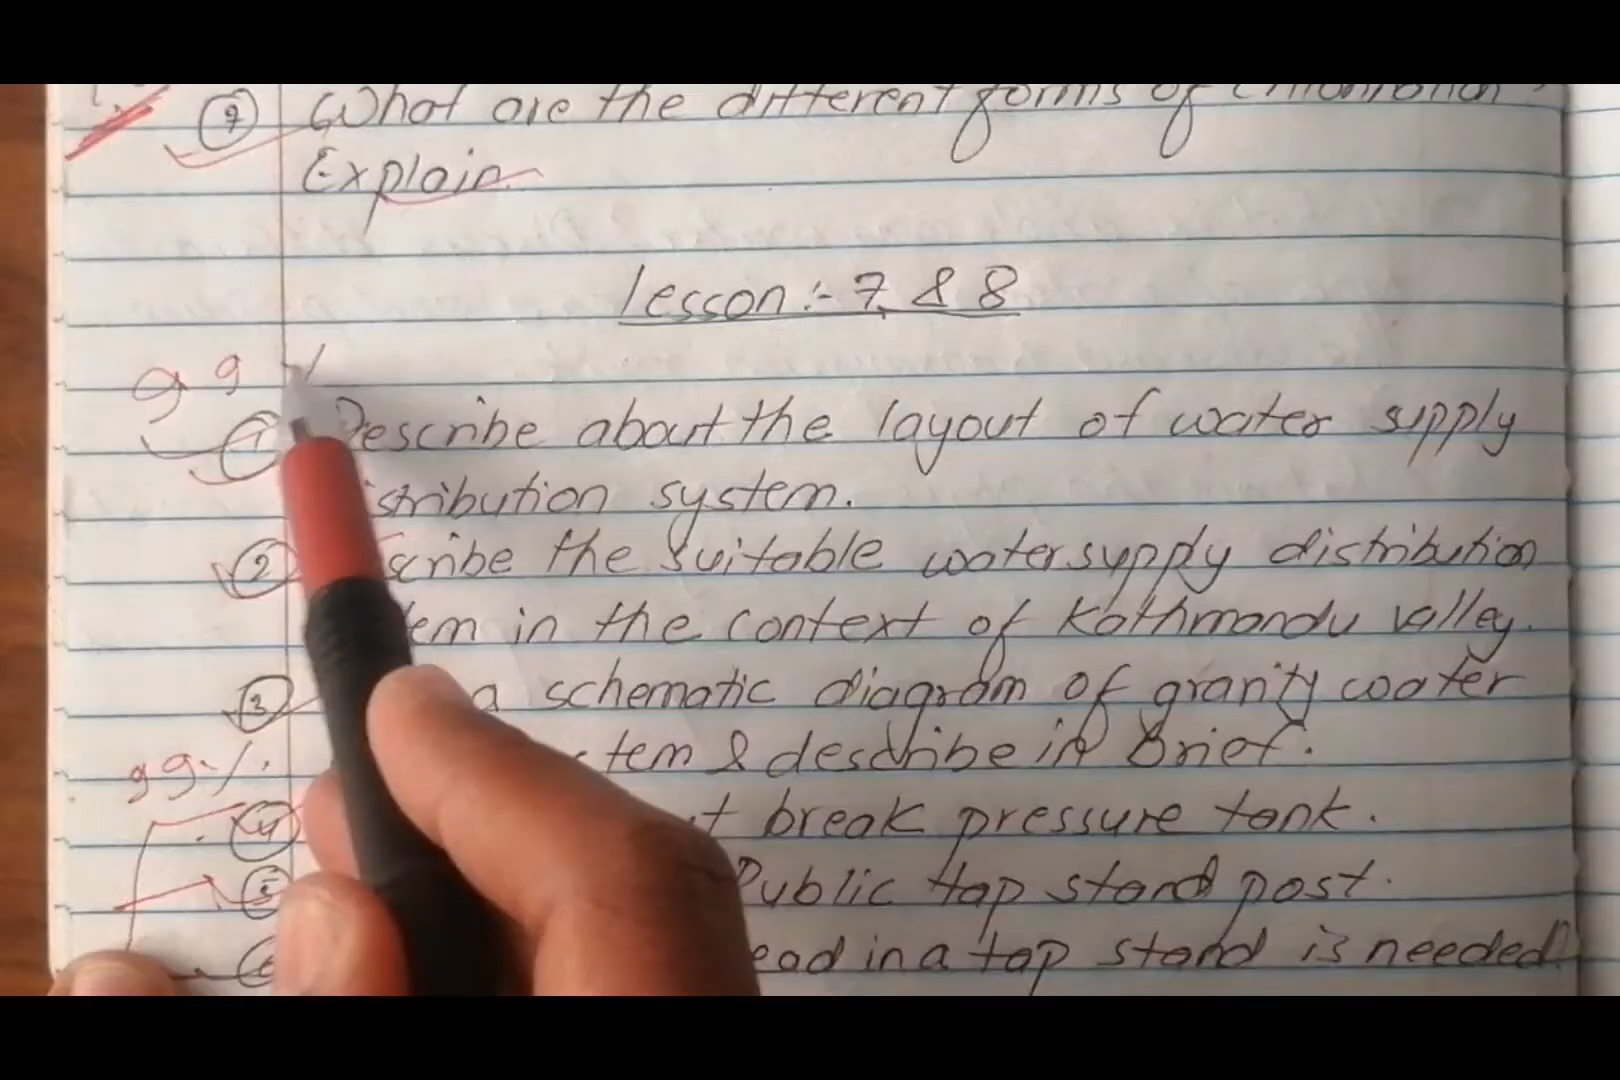 9 What are the different forms of
Explain
Lesson :- 7 & 8
99 %
1 Describe about the layout of water supply
stribution system.
2 scribe the suitable water supply distribution
tem in the context of Kathmandu valley.
3 a schematic diagram of gravity water
tem & describe in Brief.
99 %.
4 t break pressure tank.
5 Public tap stand post.
6 ead in a tap stand is needed?